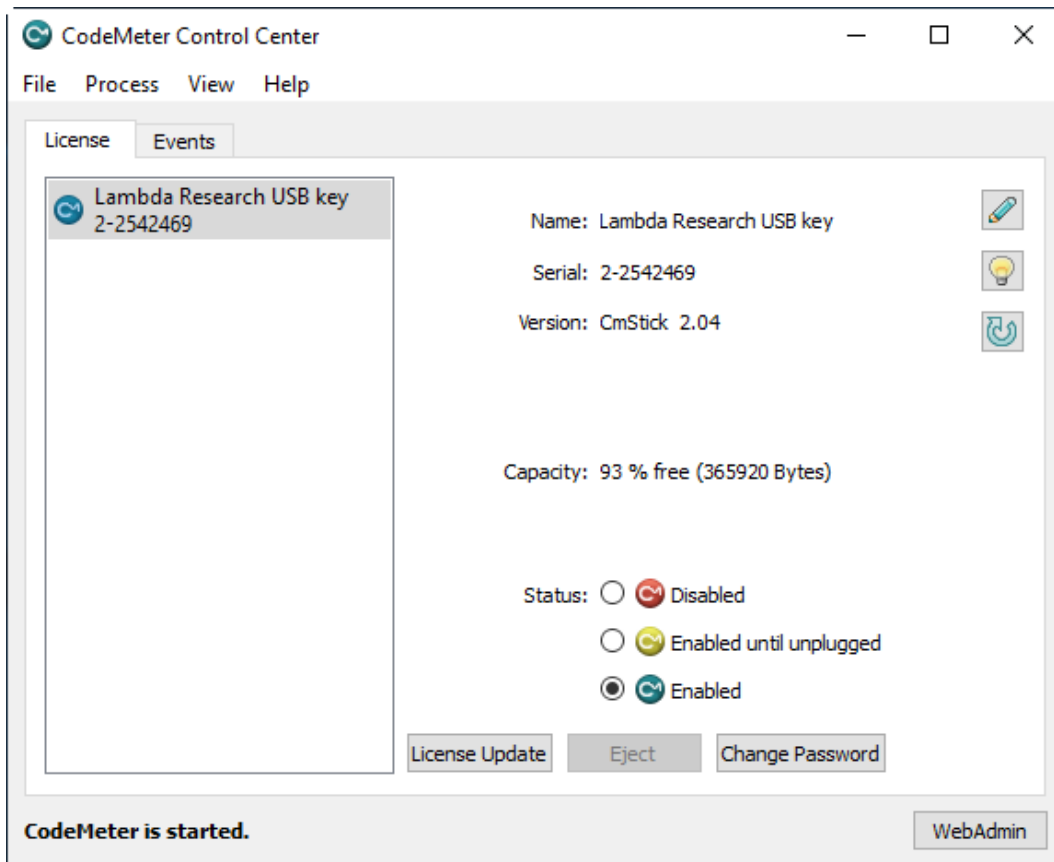 CodeMeter Control Center
File Process View Help
License Events
Lambda Research USB key
2-2542469
Name: Lambda Research USB key
Serial: 2-2542469
Version: CmStick 2.04
Capacity: 93 % free (365920 Bytes)
Status: Disabled
Enabled until unplugged
Enabled
License Update Eject Change Password
CodeMeter is started. WebAdmin